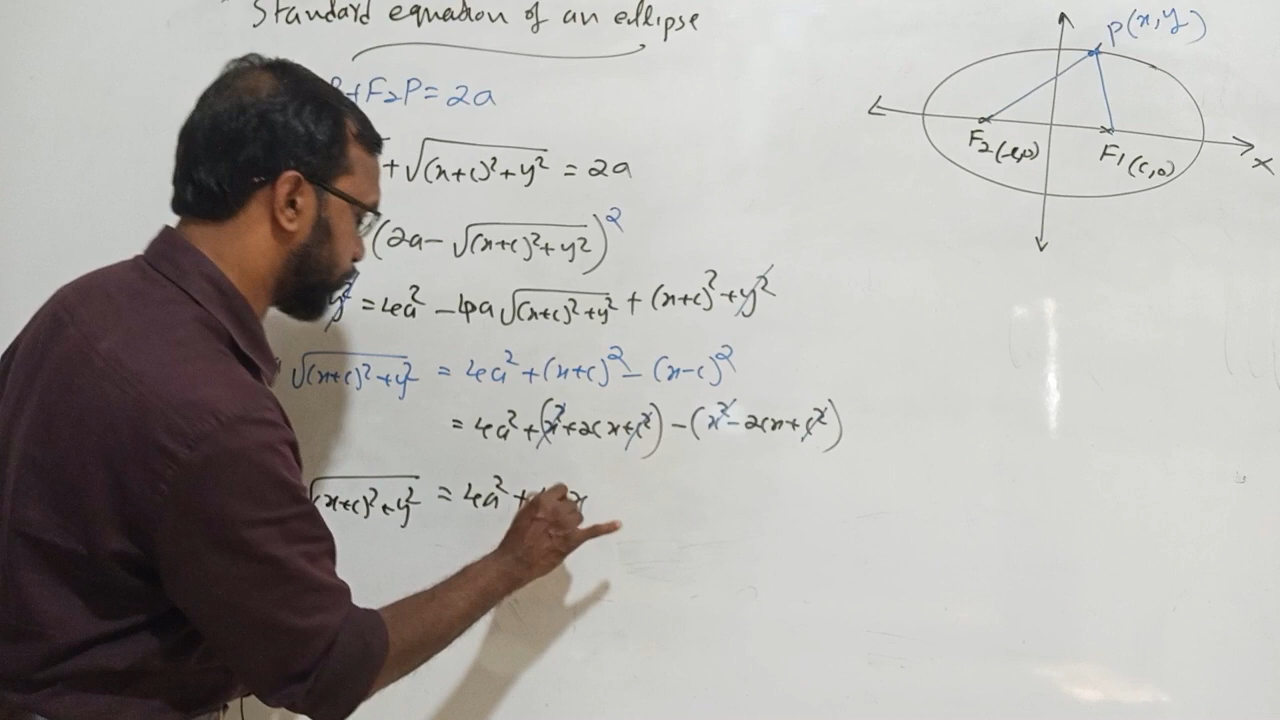 Standard equation of an ellipse
P+F₂P=2a
+√((x+c)²+y²) = 2a
(2a-√((x+c)²+y²))²
y² = 4a² - 4a√((x+c)²+y²) + (x+c)²+y²
√((x+c)²+y²) = 4a²+(x+c)²-(x-c)²
= 4a²+(x²+2cx+c²)-(x²-2cx+c²)
√((x+c)²+y²) = 4a²+ x
P(x,y)
F₂(-c,0)
F₁(c,0)
X